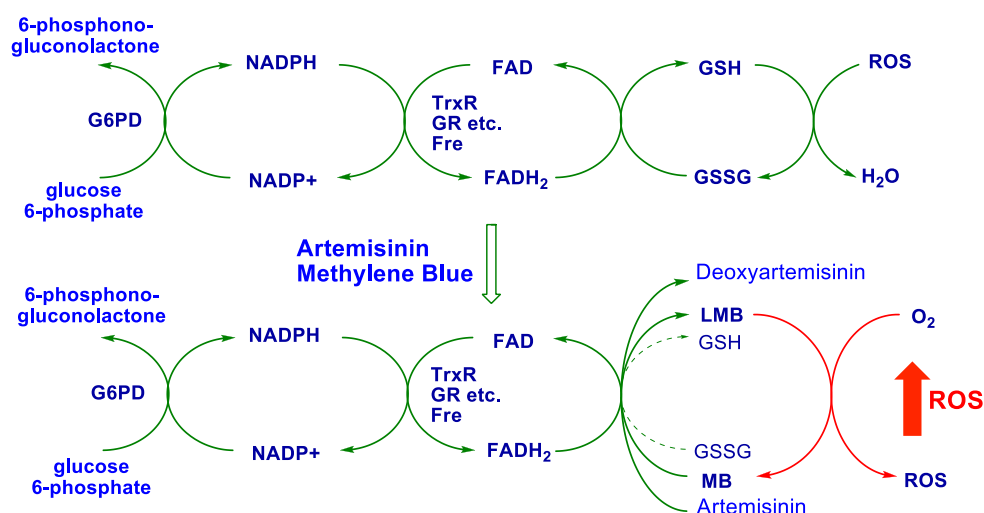 6-phosphono-
gluconolactone
NADPH
FAD
GSH
ROS
G6PD
TrxR
GR etc.
Fre
glucose
6-phosphate
NADP+
FADH₂
GSSG
H₂O
Artemisinin
Methylene Blue
6-phosphono-
gluconolactone
NADPH
FAD
Deoxyartemisinin
LMB
GSH
O₂
G6PD
TrxR
GR etc.
Fre
ROS
glucose
6-phosphate
NADP+
FADH₂
GSSG
MB
Artemisinin
ROS